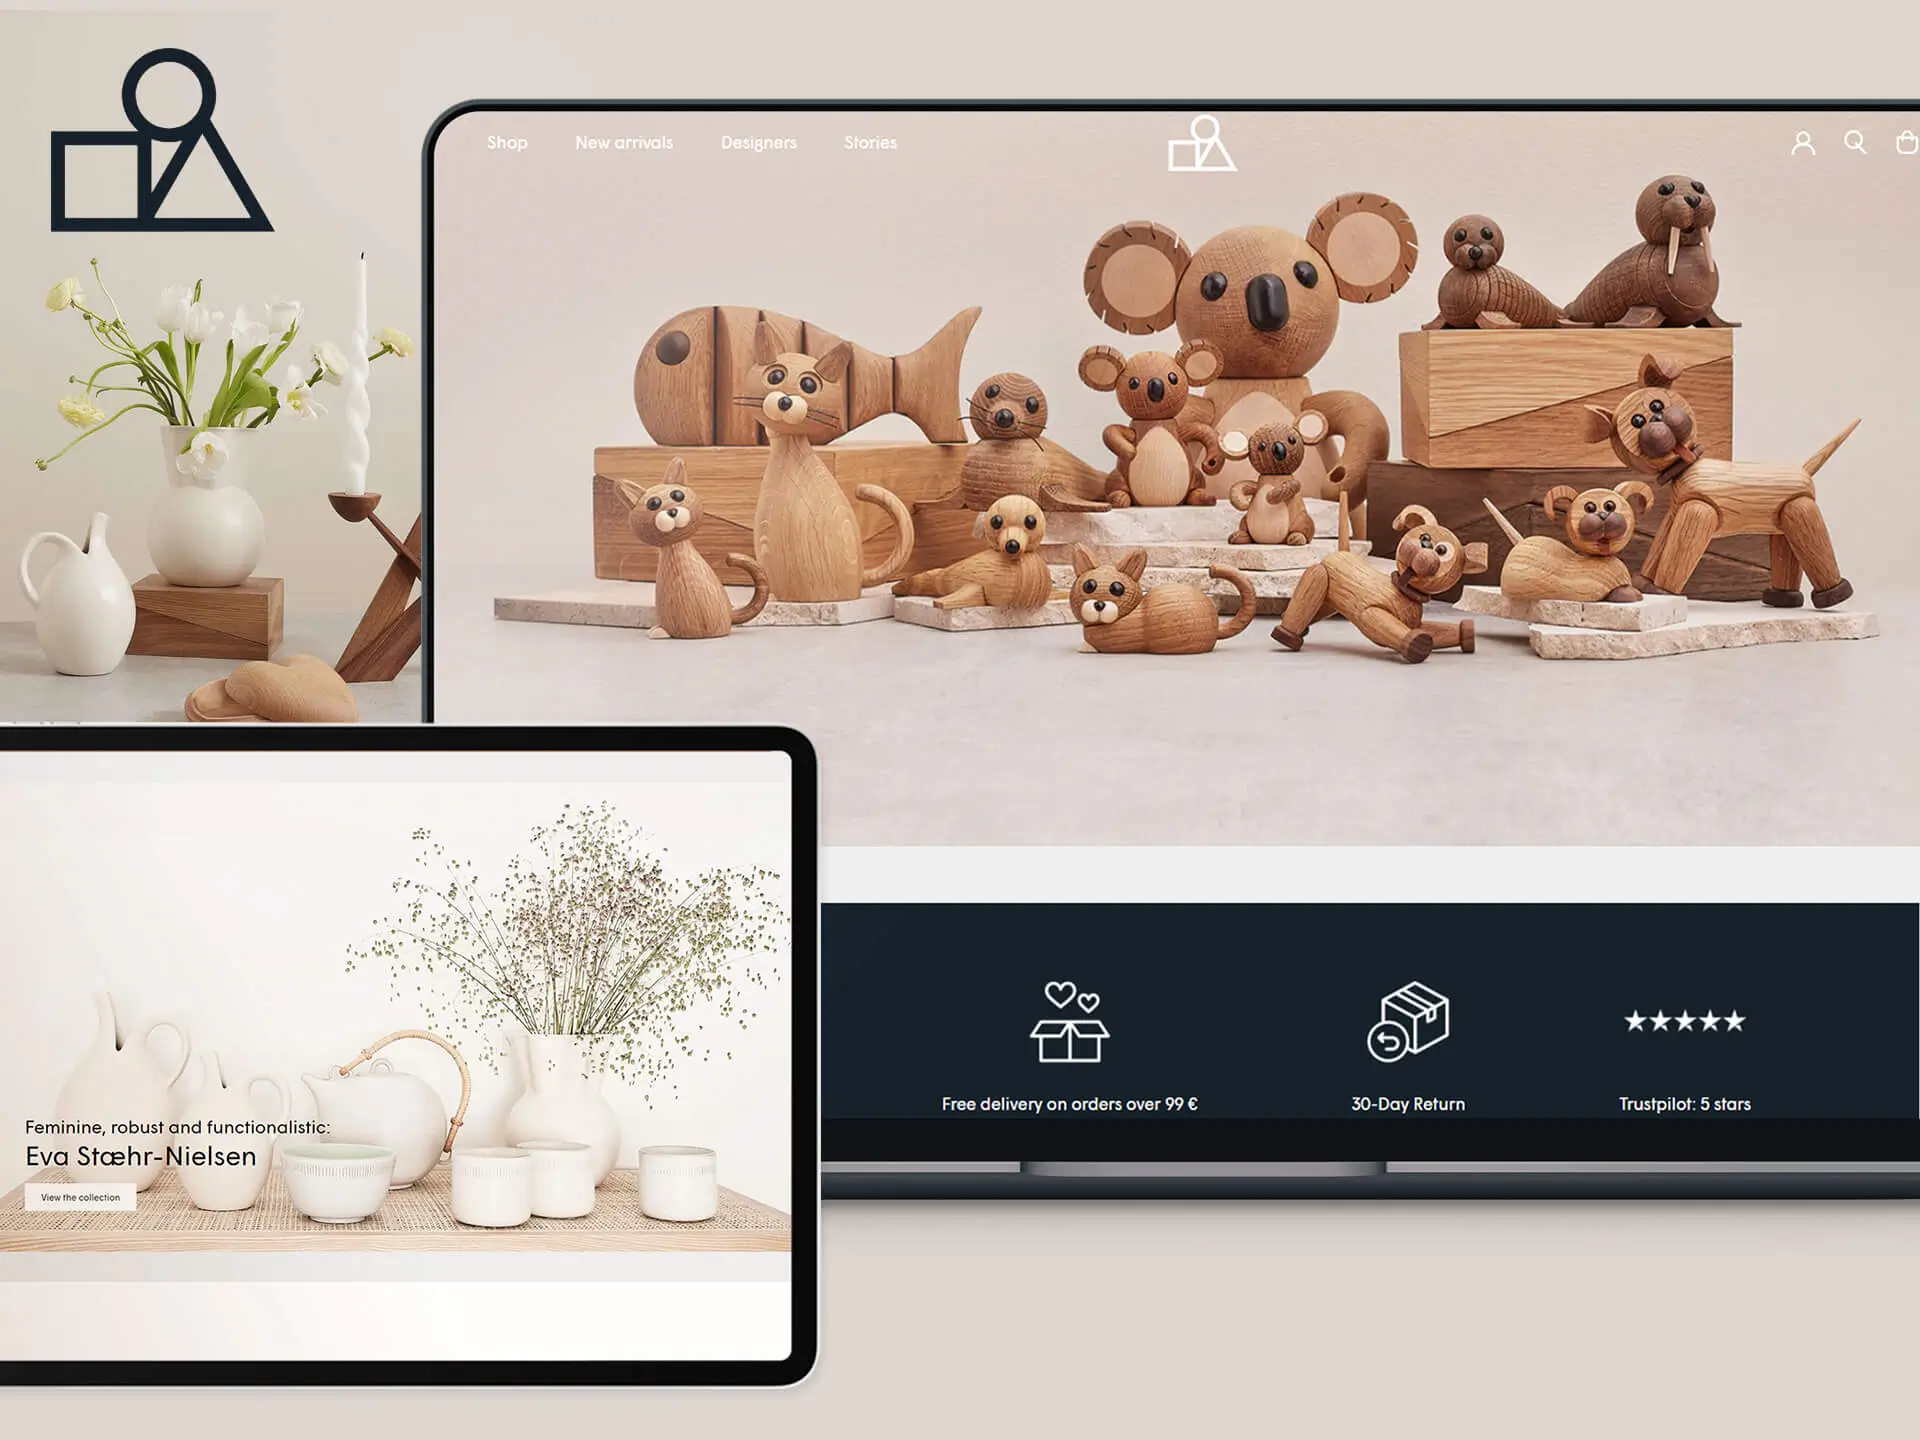 Shop
New arrivals
Designers
Stories
Feminine, robust and functionalistic:
Eva Stæhr-Nielsen
View the collection
Free delivery on orders over 99 €
30-Day Return
Trustpilot: 5 stars